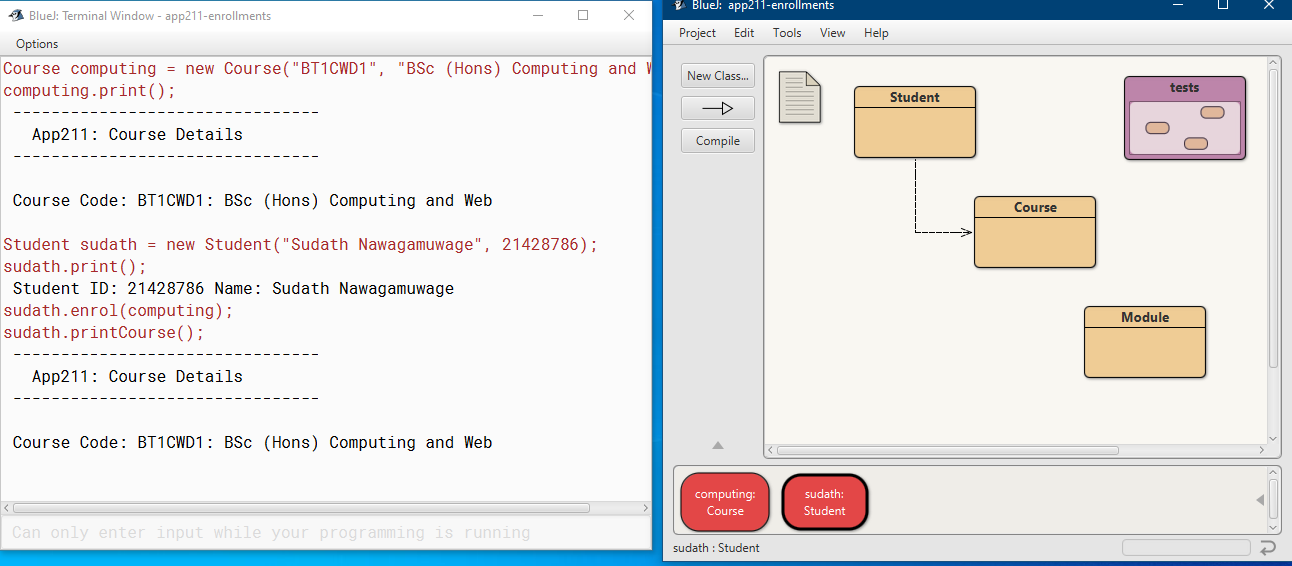 BlueJ: Terminal Window - app211-enrollments
Options
Course computing = new Course("BT1CWD1", "BSc (Hons) Computing and W
computing.print();
--------------------------------
App211: Course Details
--------------------------------
Course Code: BT1CWD1: BSc (Hons) Computing and Web
Student sudath = new Student("Sudath Nawagamuwage", 21428786);
sudath.print();
Student ID: 21428786 Name: Sudath Nawagamuwage
sudath.enrol(computing);
sudath.printCourse();
--------------------------------
App211: Course Details
--------------------------------
Course Code: BT1CWD1: BSc (Hons) Computing and Web
Can only enter input while your programming is running
BlueJ: app211-enrollments
Project Edit Tools View Help
New Class...
Compile
Student
tests
Course
Module
computing:
Course
sudath:
Student
sudath : Student